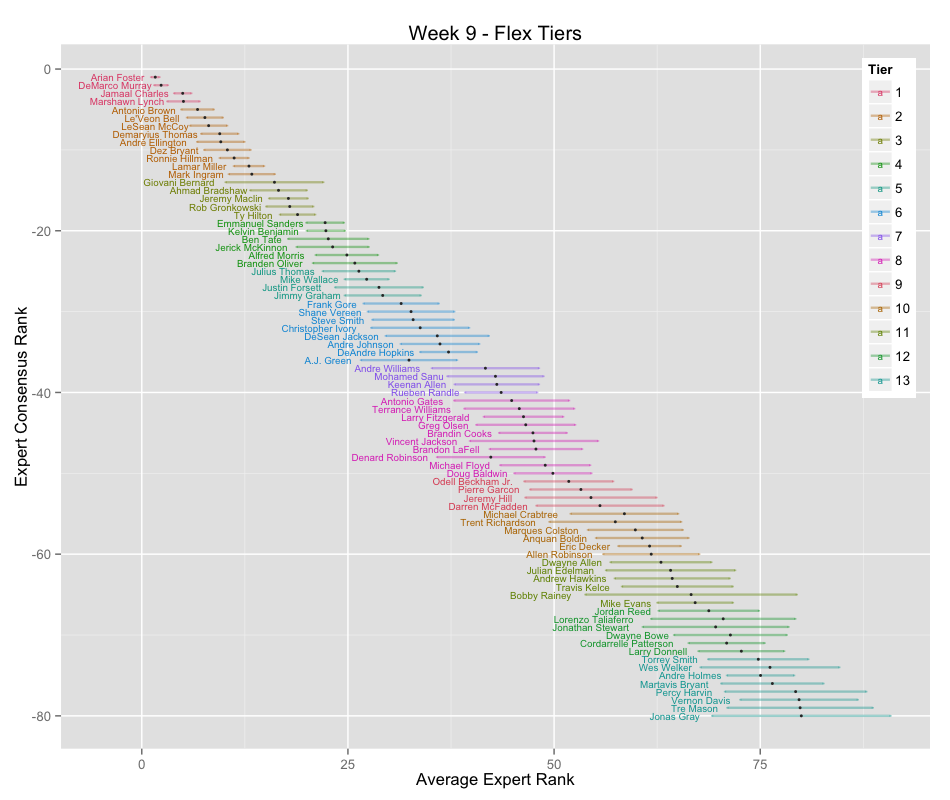 Week 9 - Flex Tiers
Expert Consensus Rank
0
-20
-40
-60
-80
Arian Foster
DeMarco Murray
Jamaal Charles
Marshawn Lynch
Antonio Brown
Le'Veon Bell
LeSean McCoy
Demaryius Thomas
Andre Ellington
Dez Bryant
Ronnie Hillman
Lamar Miller
Mark Ingram
Giovani Bernard
Ahmad Bradshaw
Jeremy Maclin
Rob Gronkowski
Ty Hilton
Emmanuel Sanders
Kelvin Benjamin
Ben Tate
Jerick McKinnon
Alfred Morris
Branden Oliver
Julius Thomas
Mike Wallace
Justin Forsett
Jimmy Graham
Frank Gore
Shane Vereen
Steve Smith
Christopher Ivory
DeSean Jackson
Andre Johnson
DeAndre Hopkins
A.J. Green
Andre Williams
Mohamed Sanu
Keenan Allen
Rueben Randle
Antonio Gates
Terrance Williams
Larry Fitzgerald
Greg Olsen
Brandin Cooks
Vincent Jackson
Brandon LaFell
Denard Robinson
Michael Floyd
Doug Baldwin
Odell Beckham Jr.
Pierre Garcon
Jeremy Hill
Darren McFadden
Michael Crabtree
Trent Richardson
Marques Colston
Anquan Boldin
Eric Decker
Allen Robinson
Dwayne Allen
Julian Edelman
Andrew Hawkins
Travis Kelce
Bobby Rainey
Mike Evans
Jordan Reed
Lorenzo Taliaferro
Jonathan Stewart
Dwayne Bowe
Cordarrelle Patterson
Larry Donnell
Torrey Smith
Wes Welker
Andre Holmes
Martavis Bryant
Percy Harvin
Vernon Davis
Tre Mason
Jonas Gray
Tier
a 1
a 2
a 3
a 4
a 5
a 6
a 7
a 8
a 9
a 10
a 11
a 12
a 13
0 25 50 75
Average Expert Rank